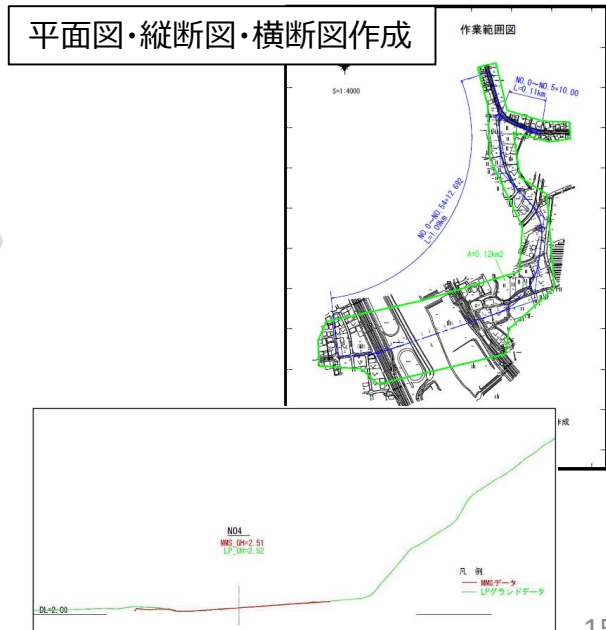 平面図・縦断図・横断図作成
作業範囲図
S=1:4000
NO.0～NO.5+10.00
L=0.11km
NO.0～NO.54+12.692
L=1.09km
A=0.12km2
作成
NO4
MMS_GH=2.51
LP_GH=2.52
凡 例
MMSデータ
LPグランドデータ
DL=2.00
15